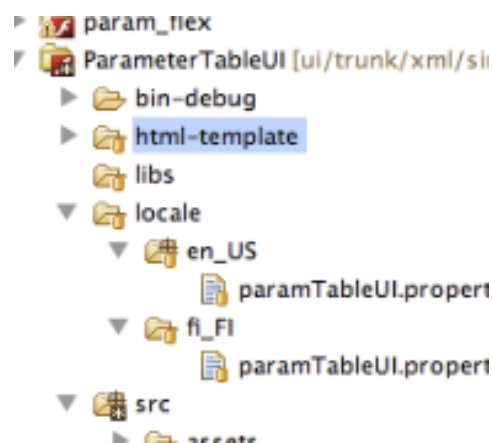 param_flex
ParameterTableUI [ui/trunk/xml/si
bin-debug
html-template
libs
locale
en_US
paramTableUI.propert
fi_FI
paramTableUI.propert
src
assets